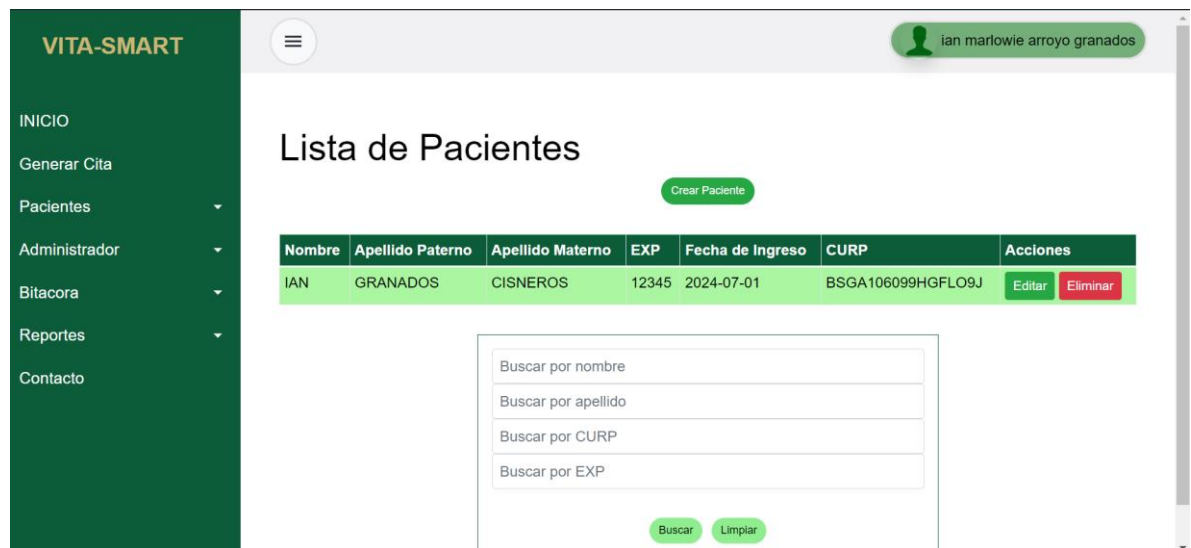 VITA-SMART
ian marlowie arroyo granados
INICIO
Generar Cita
Pacientes
Administrador
Bitacora
Reportes
Contacto
Lista de Pacientes
Crear Paciente
Nombre Apellido Paterno Apellido Materno EXP Fecha de Ingreso CURP Acciones
IAN GRANADOS CISNEROS 12345 2024-07-01 BSGA106099HGFLO9J Editar Eliminar
Buscar por nombre
Buscar por apellido
Buscar por CURP
Buscar por EXP
Buscar Limpiar